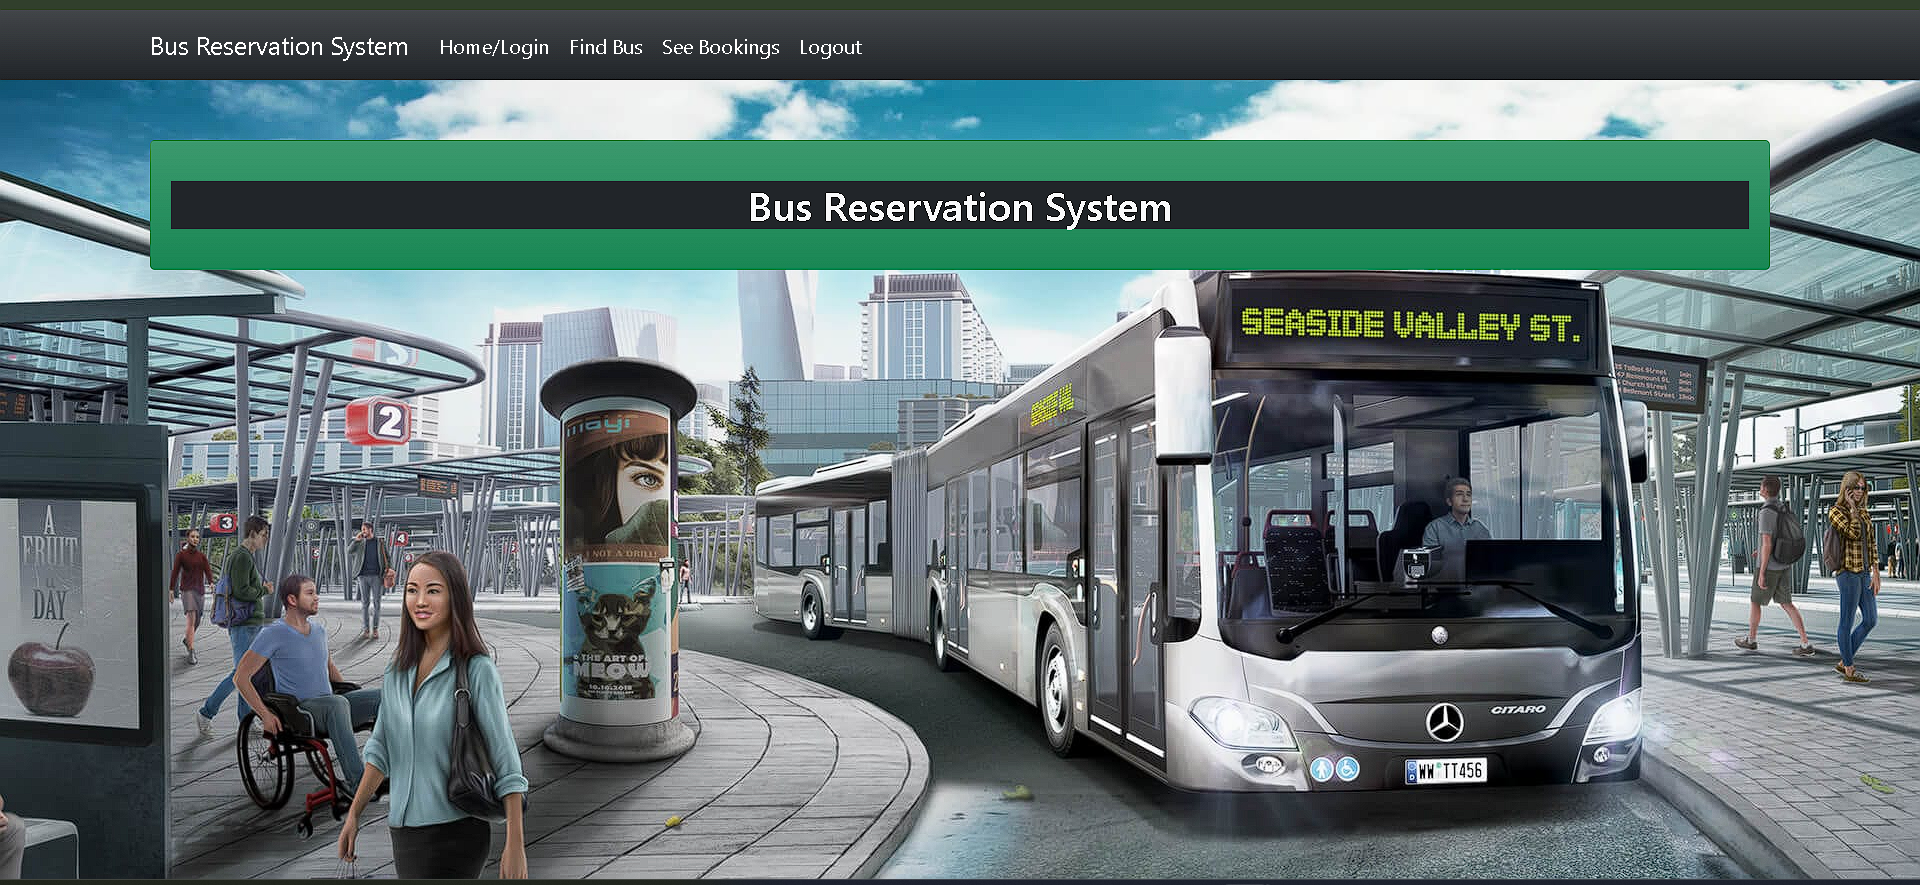 Bus Reservation System Home/Login Find Bus See Bookings Logout
Bus Reservation System
SEASIDE VALLEY ST.
2
mayr
I NOT A DRILL!
A
FRUIT
a
DAY
3
4
THE ART OF
MEOW
10.10.2018
CITARO
WW TT456